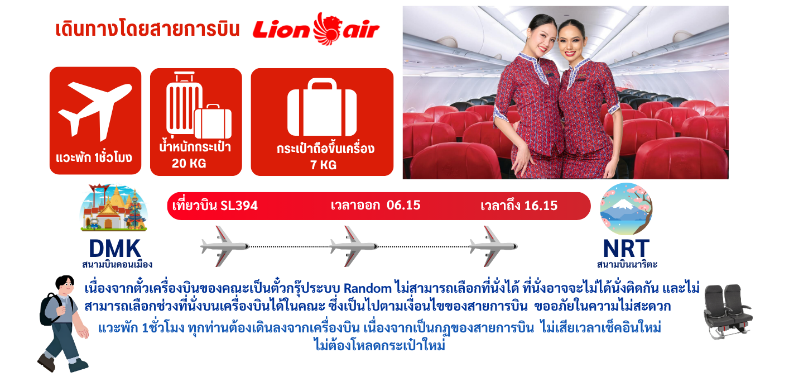 เดินทางโดยสายการบิน Lion air
แวะพัก 1ชั่วโมง
น้ำหนักกระเป๋า
20 KG
กระเป๋าถือขึ้นเครื่อง
7 KG
เที่ยวบิน SL394 เวลาออก 06.15 เวลาถึง 16.15
DMK
สนามบินดอนเมือง
NRT
สนามบินนาริตะ
เนื่องจากตั๋วเครื่องบินของคณะเป็นตั๋วกรุ๊ประบบ Random ไม่สามารถเลือกที่นั่งได้ ที่นั่งอาจจะไม่ได้นั่งติดกัน และไม่
สามารถเลือกช่วงที่นั่งบนเครื่องบินได้ในคณะ ซึ่งเป็นไปตามเงื่อนไขของสายการบิน ขออภัยในความไม่สะดวก
แวะพัก 1ชั่วโมง ทุกท่านต้องเดินลงจากเครื่องบิน เนื่องจากเป็นกฎของสายการบิน ไม่เสียเวลาเช็คอินใหม่
ไม่ต้องโหลดกระเป๋าใหม่